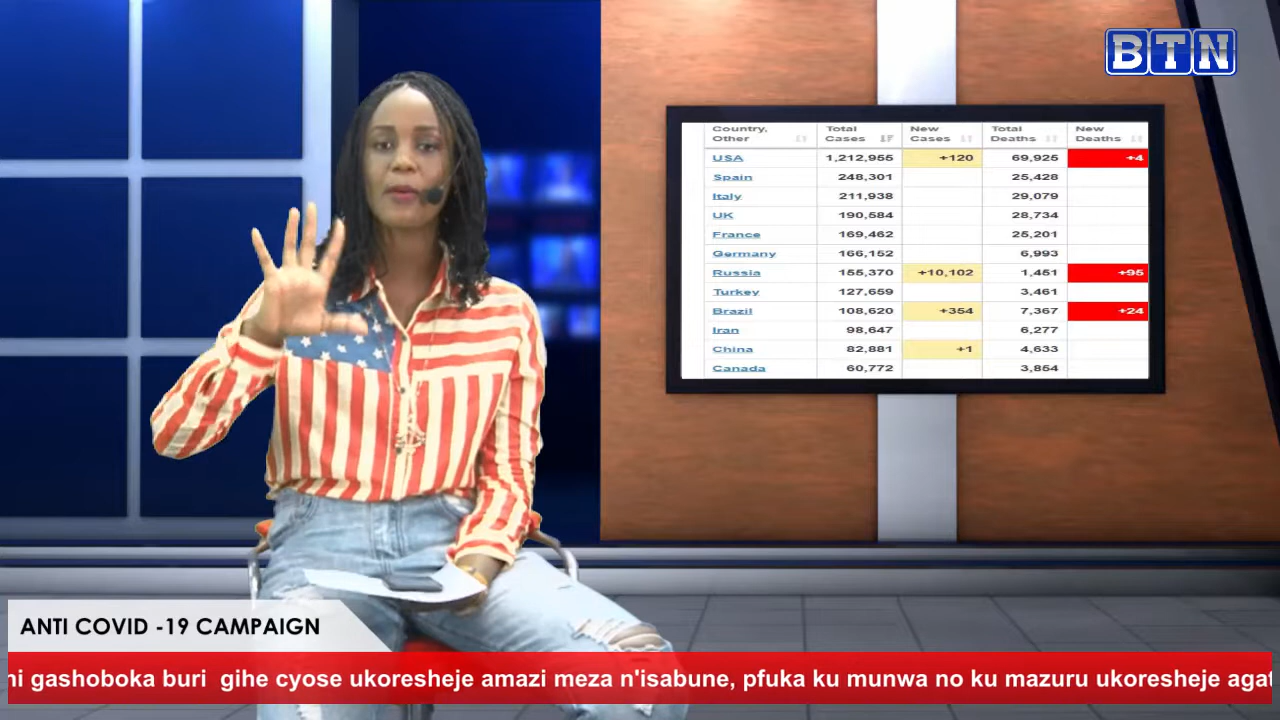 BTN
Country, Other Total Cases New Cases Total Deaths New Deaths
USA 1,212,955 +120 69,925 +4
Spain 248,301 25,428
Italy 211,938 29,079
UK 190,584 28,734
France 169,462 25,201
Germany 166,152 6,993
Russia 155,370 +10,102 1,451 +95
Turkey 127,659 3,461
Brazil 108,620 +354 7,367 +24
Iran 98,647 6,277
China 82,881 +1 4,633
Canada 60,772 3,854
ANTI COVID -19 CAMPAIGN
gashoboka buri gihe cyose ukoresheje amazi meza n'isabune, pfuka ku munwa no ku mazuru ukoresheje